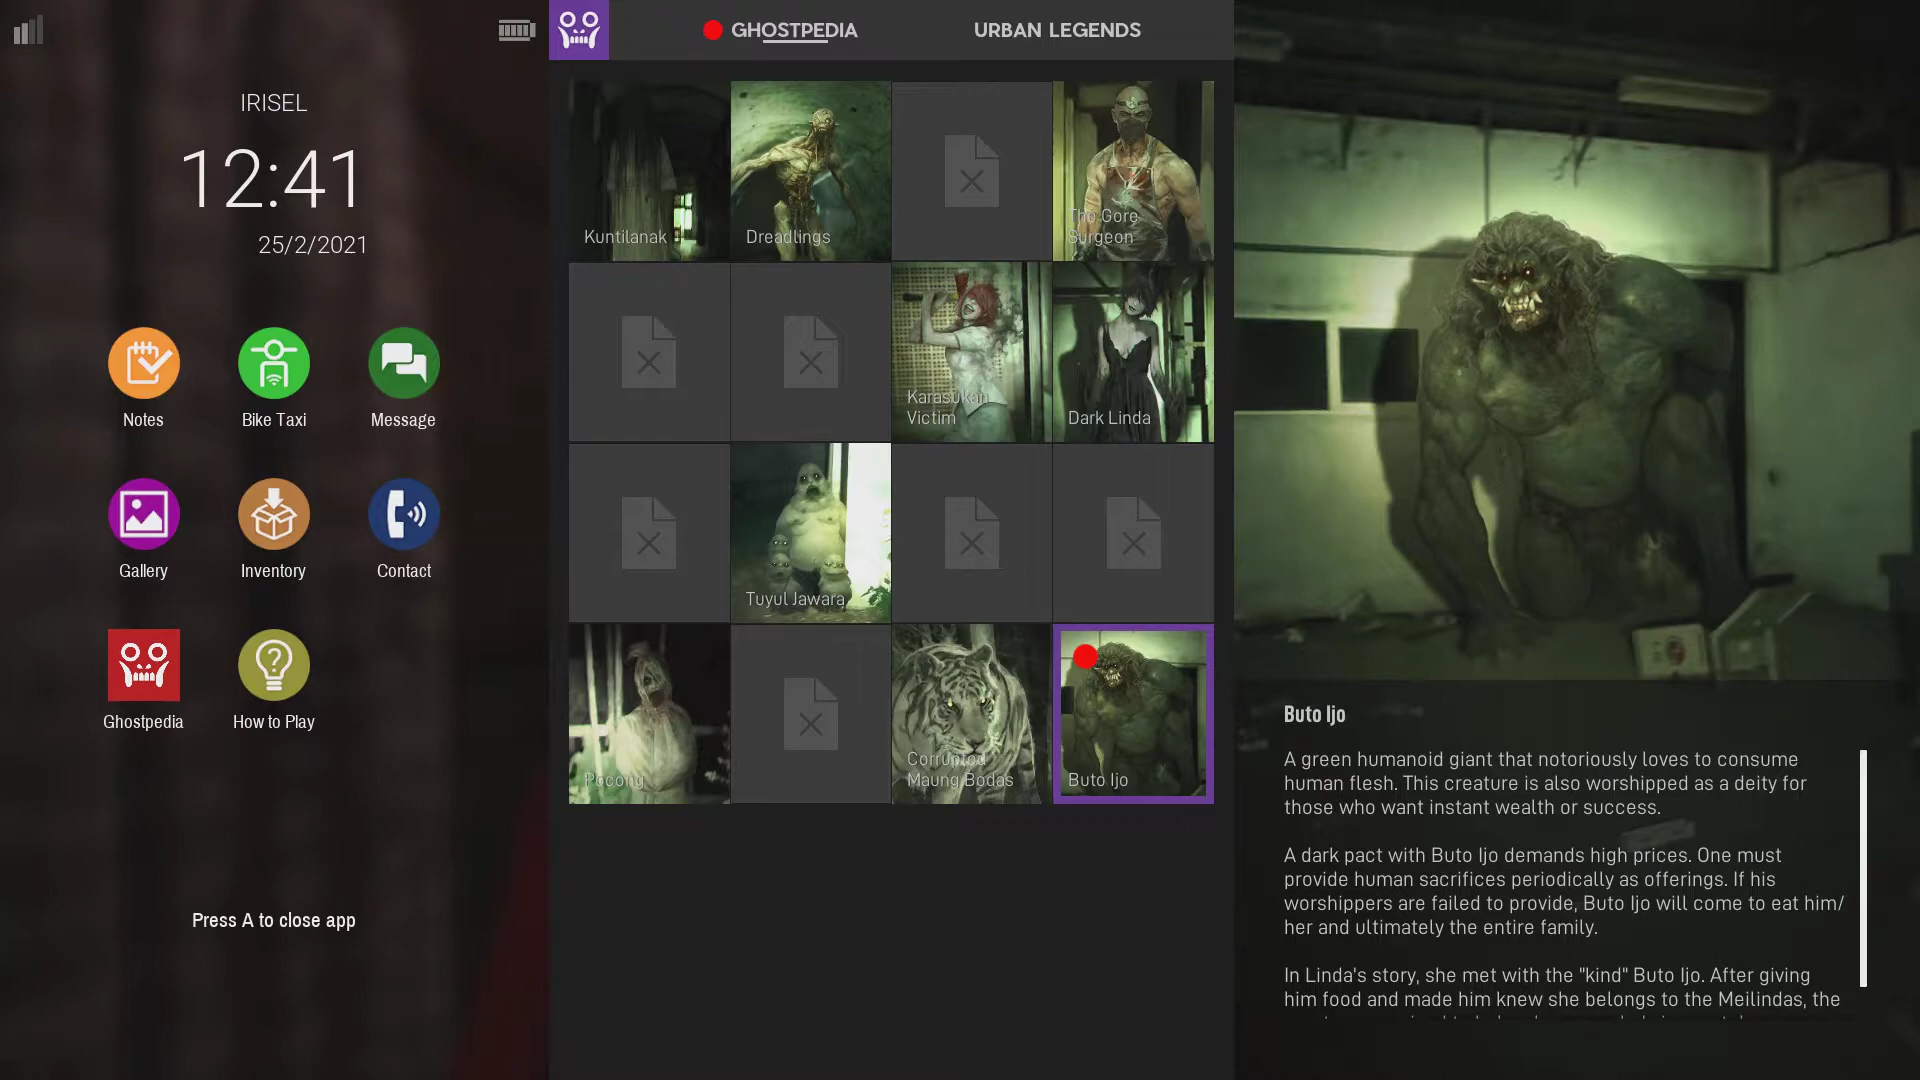 IRISEL
12:41
25/2/2021
Notes
Bike Taxi
Message
Gallery
Inventory
Contact
Ghostpedia
How to Play
Press A to close app
GHOSTPEDIA
URBAN LEGENDS
Kuntilanak
Dreadlings
The Gore
Surgeon
Karasukan
Victim
Dark Linda
Tuyul Jawara
Pocong
Corrupted
Maung Bodas
Buto Ijo
Buto Ijo
A green humanoid giant that notoriously loves to consume
human flesh. This creature is also worshipped as a deity for
those who want instant wealth or success.
A dark pact with Buto Ijo demands high prices. One must
provide human sacrifices periodically as offerings. If his
worshippers are failed to provide, Buto Ijo will come to eat him/
her and ultimately the entire family.
In Linda's story, she met with the "kind" Buto Ijo. After giving
him food and made him knew she belongs to the Meilindas, the